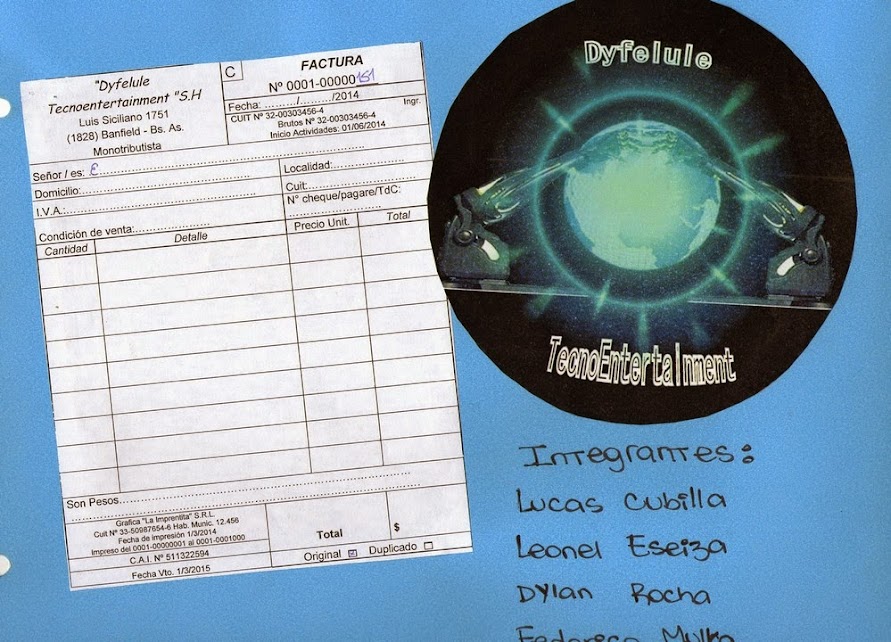 "Dyfelule
Tecnoentertainment "S.H
Luis Siciliano 1751
(1828) Banfield - Bs. As.
Monotributista
C
FACTURA
Nº 0001-00000151
Fecha: ......../........./2014
CUIT Nº 32-00303456-4
Ingr.
Brutos Nº 32-00303456-4
Inicio Actividades: 01/06/2014
Señor / es:
Domicilio:
I.V.A.:
Localidad:
Cuit:
N° cheque/pagare/TdC:
Condición de venta:
Cantidad Detalle Precio Unit. Total
Son Pesos
Grafica "La Imprentita" S.R.L.
Cuit Nº 33-50987654-6 Hab. Munic. 12.456
Fecha de impresión 1/3/2014
Impreso del 0001-00000001 al 0001-0001000
C.A.I. Nº 511322594
Fecha Vto. 1/3/2015
Total $
Original ☑ Duplicado ☐
Dyfelule
TecnoEntertaInment
Integrantes:
Lucas Cubilla
Leonel Eseiza
Dylan Rocha
Federico